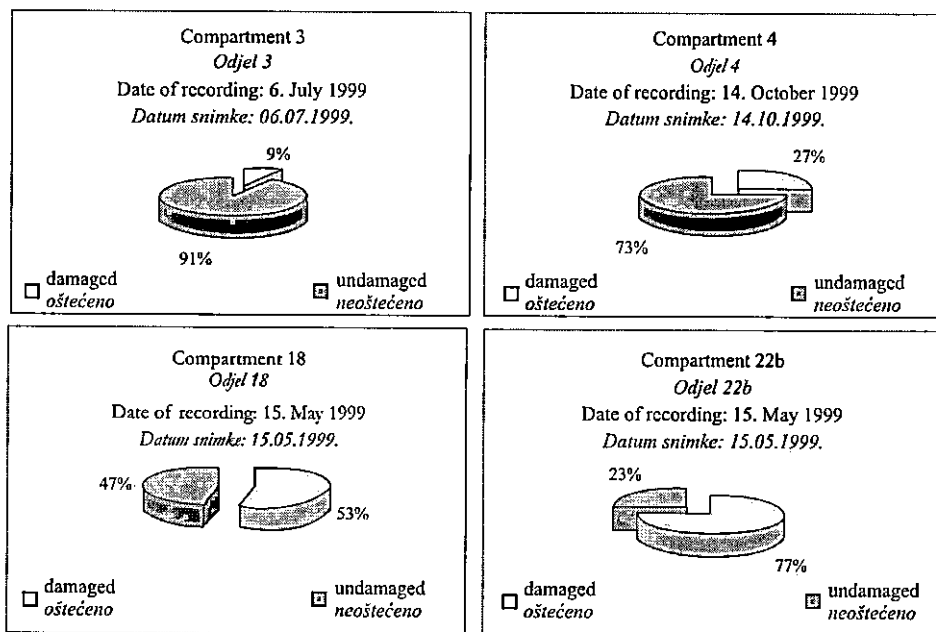 Compartment 3
Odjel 3
Date of recording: 6. July 1999
Datum snimke: 06.07.1999.
9%
91%
damaged
oštećeno
undamaged
neoštećeno
Compartment 4
Odjel 4
Date of recording: 14. October 1999
Datum snimke: 14.10.1999.
27%
73%
damaged
oštećeno
undamaged
neoštećeno
Compartment 18
Odjel 18
Date of recording: 15. May 1999
Datum snimke: 15.05.1999.
47%
53%
damaged
oštećeno
undamaged
neoštećeno
Compartment 22b
Odjel 22b
Date of recording: 15. May 1999
Datum snimke: 15.05.1999.
23%
77%
damaged
oštećeno
undamaged
neoštećeno